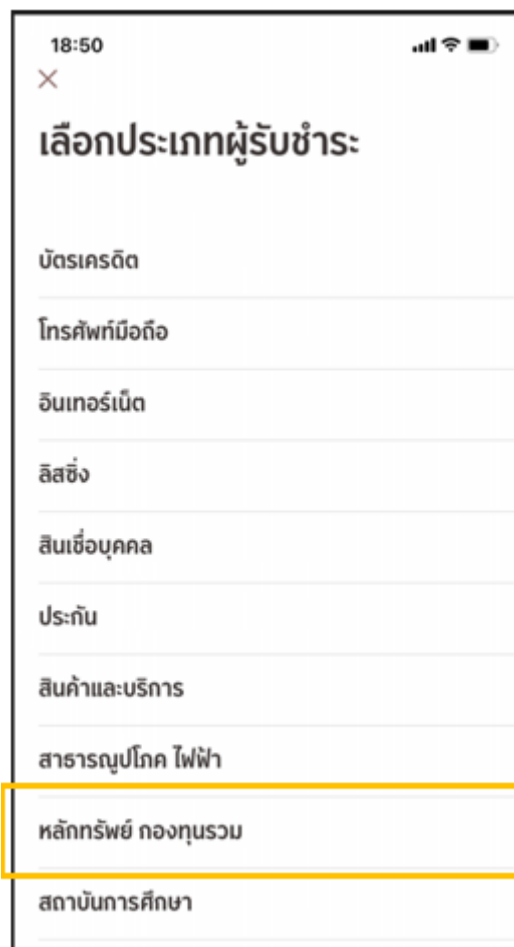 18:50
เลือกประเภทผู้รับชำระ
บัตรเครดิต
โทรศัพท์มือถือ
อินเทอร์เน็ต
ลิสซิ่ง
สินเชื่อบุคคล
ประกัน
สินค้าและบริการ
สาธารณูปโภค ไฟฟ้า
หลักทรัพย์ กองทุนรวม
สถาบันการศึกษา